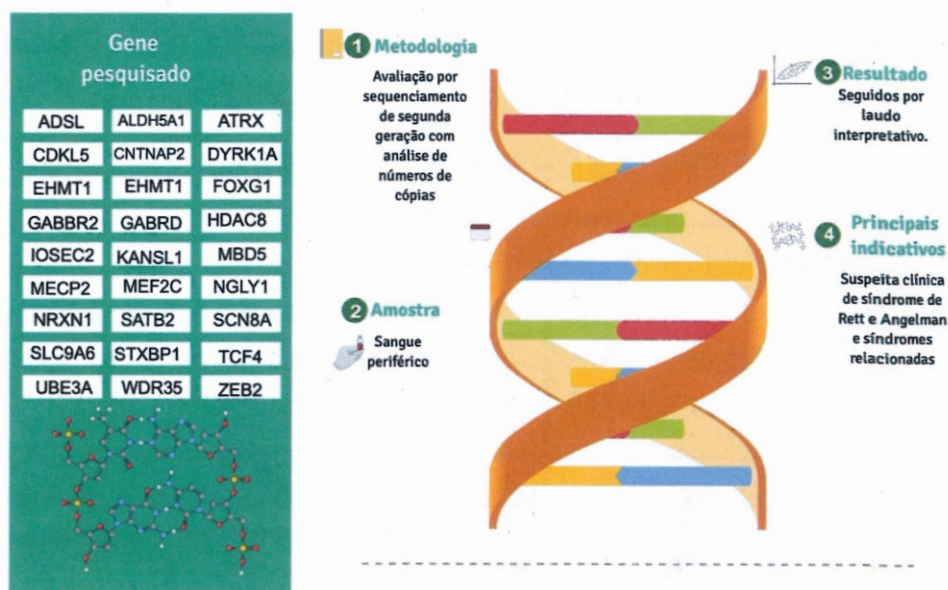 Gene
pesquisado
ADSL ALDH5A1 ATRX
CDKL5 CNTNAP2 DYRK1A
EHMT1 EHMT1 FOXG1
GABBR2 GABRD HDAC8
IOSEC2 KANSL1 MBD5
MECP2 MEF2C NGLY1
NRXN1 SATB2 SCN8A
SLC9A6 STXBP1 TCF4
UBE3A WDR35 ZEB2
1 Metodologia
Avaliação por
sequenciamento
de segunda
geração com
análise de
números de
cópias
2 Amostra
Sangue
periférico
3 Resultado
Seguidos por
laudo
interpretativo.
4 Principais
indicativos
Suspeita clínica
de síndrome de
Rett e Angelman
e síndromes
relacionadas